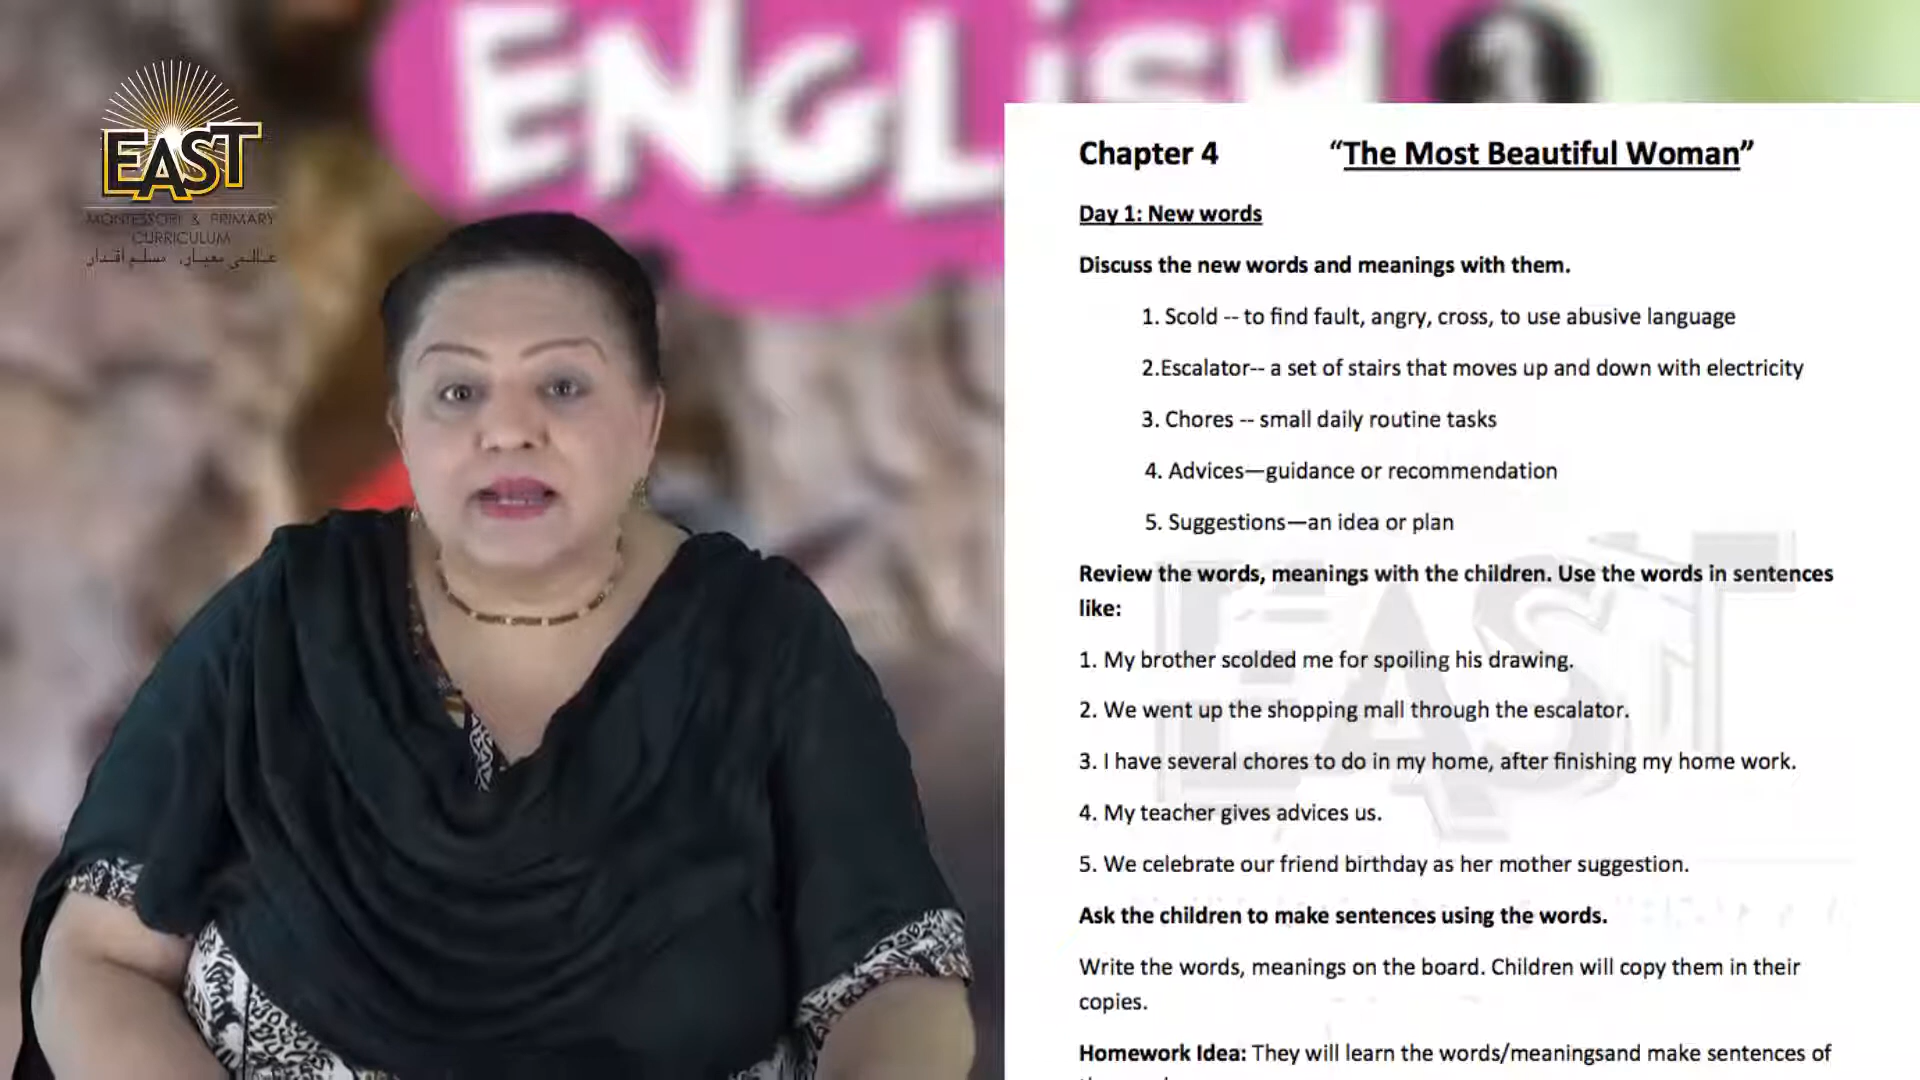 ENGLiSH
EAST
MONTESSORI & PRIMARY
CURRICULUM
عالمی معیار، مسلم اقدار
Chapter 4 “The Most Beautiful Woman”
Day 1: New words
Discuss the new words and meanings with them.
1. Scold -- to find fault, angry, cross, to use abusive language
2.Escalator-- a set of stairs that moves up and down with electricity
3. Chores -- small daily routine tasks
4. Advices—guidance or recommendation
5. Suggestions—an idea or plan
Review the words, meanings with the children. Use the words in sentences
like:
1. My brother scolded me for spoiling his drawing.
2. We went up the shopping mall through the escalator.
3. I have several chores to do in my home, after finishing my home work.
4. My teacher gives advices us.
5. We celebrate our friend birthday as her mother suggestion.
Ask the children to make sentences using the words.
Write the words, meanings on the board. Children will copy them in their
copies.
Homework Idea: They will learn the words/meaningsand make sentences of
EAST